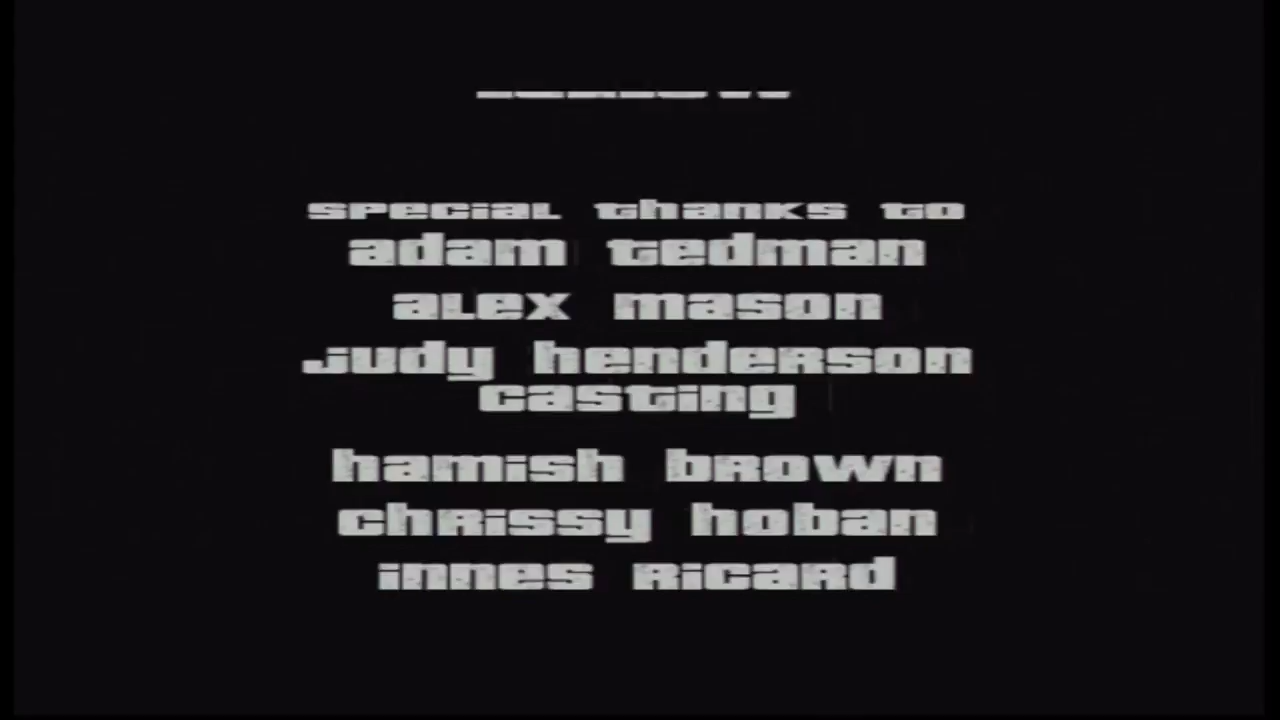 special thanks to
adam tedman
alex mason
judy henderson
casting
hamish brown
chrissy hoban
innes ricard